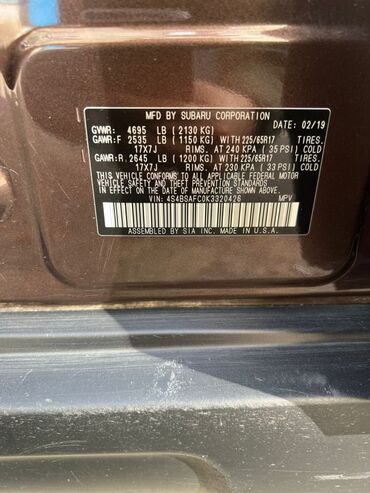 MFD BY SUBARU CORPORATION
GVWR: 4695 LB (2130 KG) DATE: 02/19
GAWR:F 2535 LB (1150 KG) WITH 225/65R17 TIRES.
17X7J RIMS. AT 240 KPA (35 PSI) COLD
GAWR:R. 2645 LB (1200 KG) WITH 225/65R17 TIRES.
17X7J RIMS. AT 230 KPA (33 PSI) COLD
THIS VEHICLE CONFORMS TO ALL APPLICABLE FEDERAL MOTOR
VEHICLE SAFETY, BUMPER, AND THEFT PREVENTION STANDARDS
IN EFFECT ON THE DATE OF MANUFACTURE SHOWN ABOVE.
VIN: 4S4BSAFC0K3320426 MPV
ASSEMBLED BY SIA INC. MADE IN U.S.A.